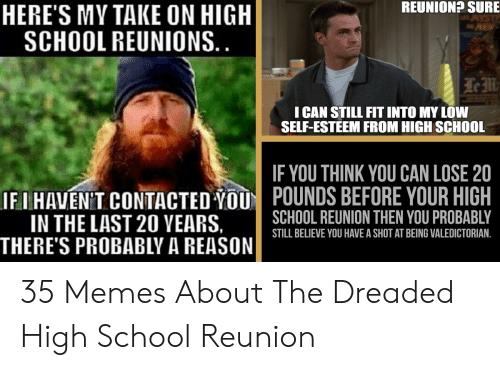 HERE'S MY TAKE ON HIGH
SCHOOL REUNIONS..
IF I HAVEN'T CONTACTED YOU
IN THE LAST 20 YEARS,
THERE'S PROBABLY A REASON
REUNION? SURE
I CAN STILL FIT INTO MY LOW
SELF-ESTEEM FROM HIGH SCHOOL
IF YOU THINK YOU CAN LOSE 20
POUNDS BEFORE YOUR HIGH
SCHOOL REUNION THEN YOU PROBABLY
STILL BELIEVE YOU HAVE A SHOT AT BEING VALEDICTORIAN.
35 Memes About The Dreaded
High School Reunion